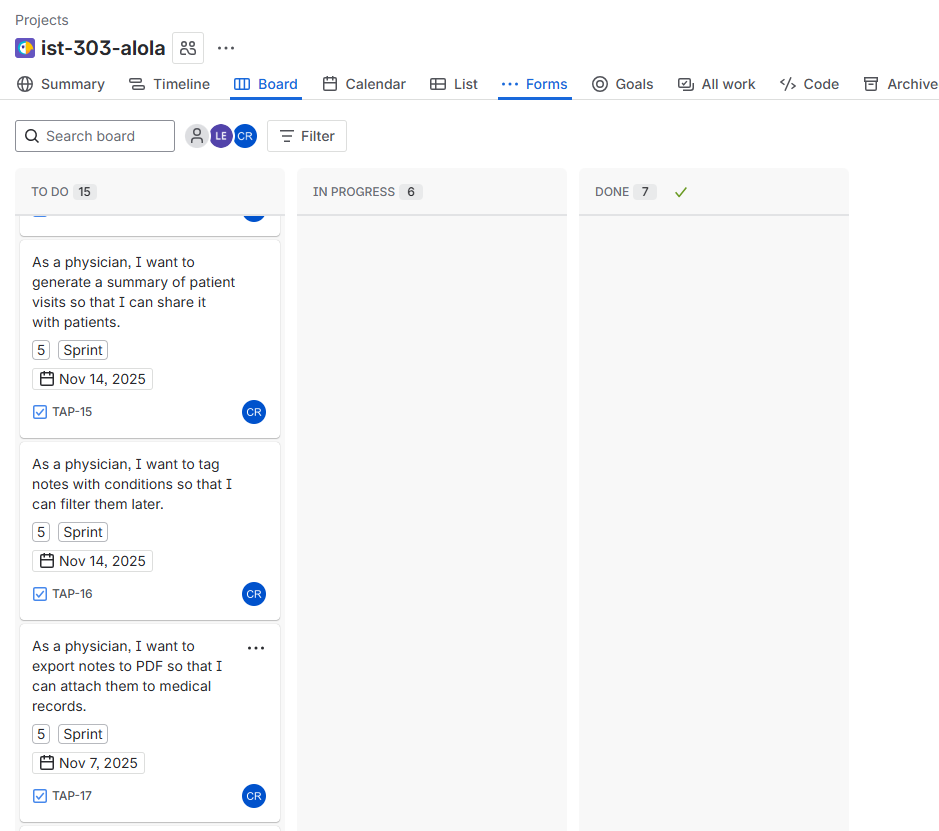 Projects
ist-303-alola
Summary Timeline Board Calendar List Forms Goals All work Code Archive
Search board LE CR Filter
TO DO 15
IN PROGRESS 6
DONE 7
As a physician, I want to
generate a summary of patient
visits so that I can share it
with patients.
5 Sprint
Nov 14, 2025
TAP-15 CR
As a physician, I want to tag
notes with conditions so that I
can filter them later.
5 Sprint
Nov 14, 2025
TAP-16 CR
As a physician, I want to
export notes to PDF so that I
can attach them to medical
records.
5 Sprint
Nov 7, 2025
TAP-17 CR